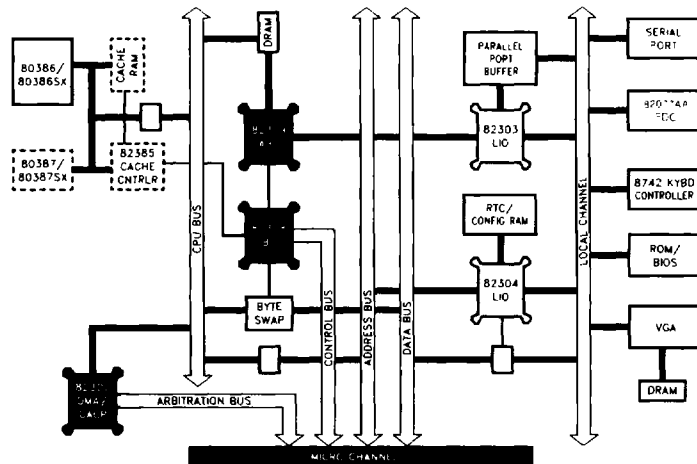 80386/
80386SX
CACHE
RAM
DRAM
PARALLEL
PORT
BUFFER
SERIAL
PORT
80387/
80387SX
82385
CACHE
CNTRLR
82303
LIO
8742 KYBD
CONTROLLER
RTC/
CONFIG RAM
ROM/
BIOS
CPU BUS
LOCAL CHANNEL
82304
LIO
BYTE
SWAP
CONTROL BUS
ADDRESS BUS
DATA BUS
VGA
DRAM
ARBITRATION BUS
MICRO CHANNEL